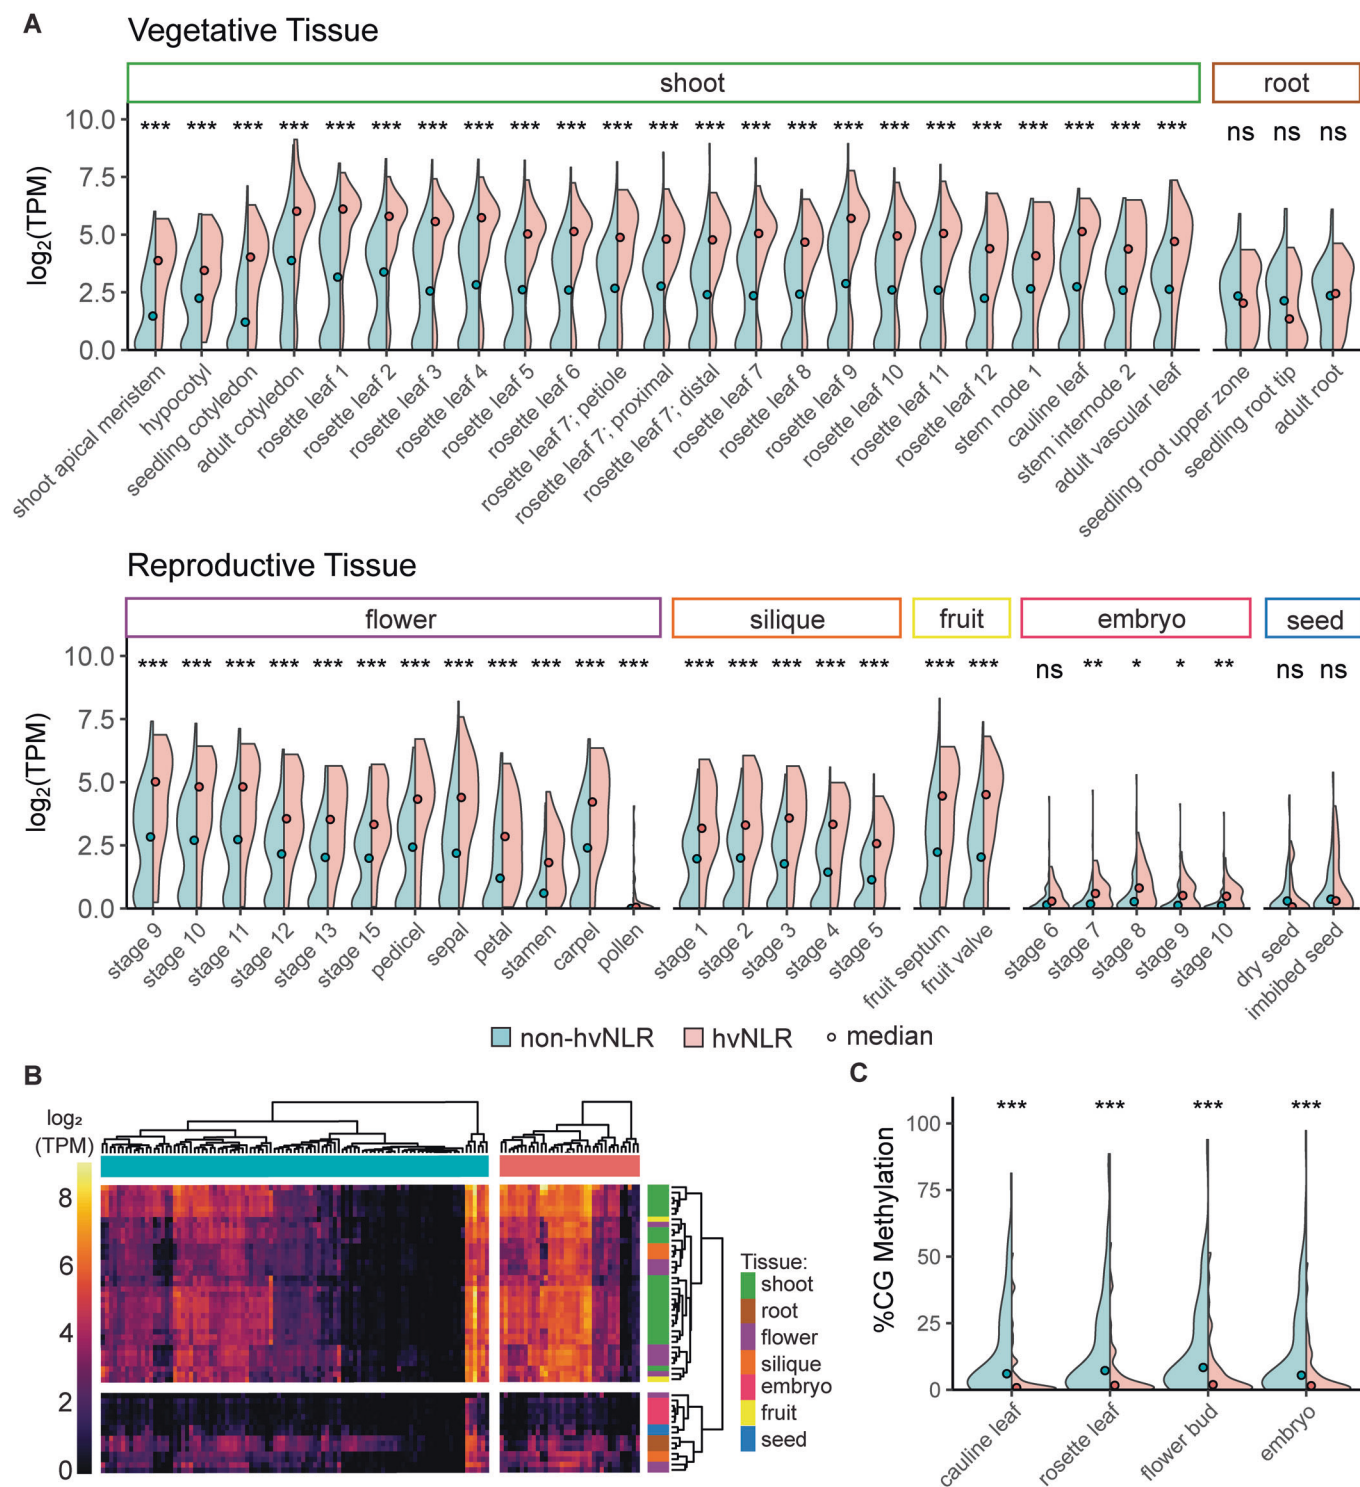 A
Vegetative Tissue
shoot
root
10.0
7.5
5.0
2.5
0.0
log₂(TPM)
*** *** *** *** *** *** *** *** *** *** *** *** *** *** *** *** *** *** *** *** *** *** ***
ns ns ns
shoot apical meristem
hypocotyl
seedling cotyledon
adult cotyledon
rosette leaf 1
rosette leaf 2
rosette leaf 3
rosette leaf 4
rosette leaf 5
rosette leaf 6
rosette leaf 7; petiole
rosette leaf 7; proximal
rosette leaf 7; distal
rosette leaf 7
rosette leaf 8
rosette leaf 9
rosette leaf 10
rosette leaf 11
rosette leaf 12
stem node 1
cauline leaf
stem internode 2
adult vascular leaf
seedling root upper zone
seedling root tip
adult root
Reproductive Tissue
flower
silique
fruit
embryo
seed
10.0
7.5
5.0
2.5
0.0
log₂(TPM)
*** *** *** *** *** *** *** *** *** *** *** ***
*** *** *** *** ***
*** ***
ns ** * * **
ns ns
stage 9
stage 10
stage 11
stage 12
stage 13
stage 15
pedicel
sepal
petal
stamen
carpel
pollen
stage 1
stage 2
stage 3
stage 4
stage 5
fruit septum
fruit valve
stage 6
stage 7
stage 8
stage 9
stage 10
dry seed
imbibed seed
non-hvNLR
hvNLR
median
B
log₂
(TPM)
8
6
4
2
0
Tissue:
shoot
root
flower
silique
embryo
fruit
seed
C
%CG Methylation
100
75
50
25
0
*** *** *** ***
cauline leaf
rosette leaf
flower bud
embryo